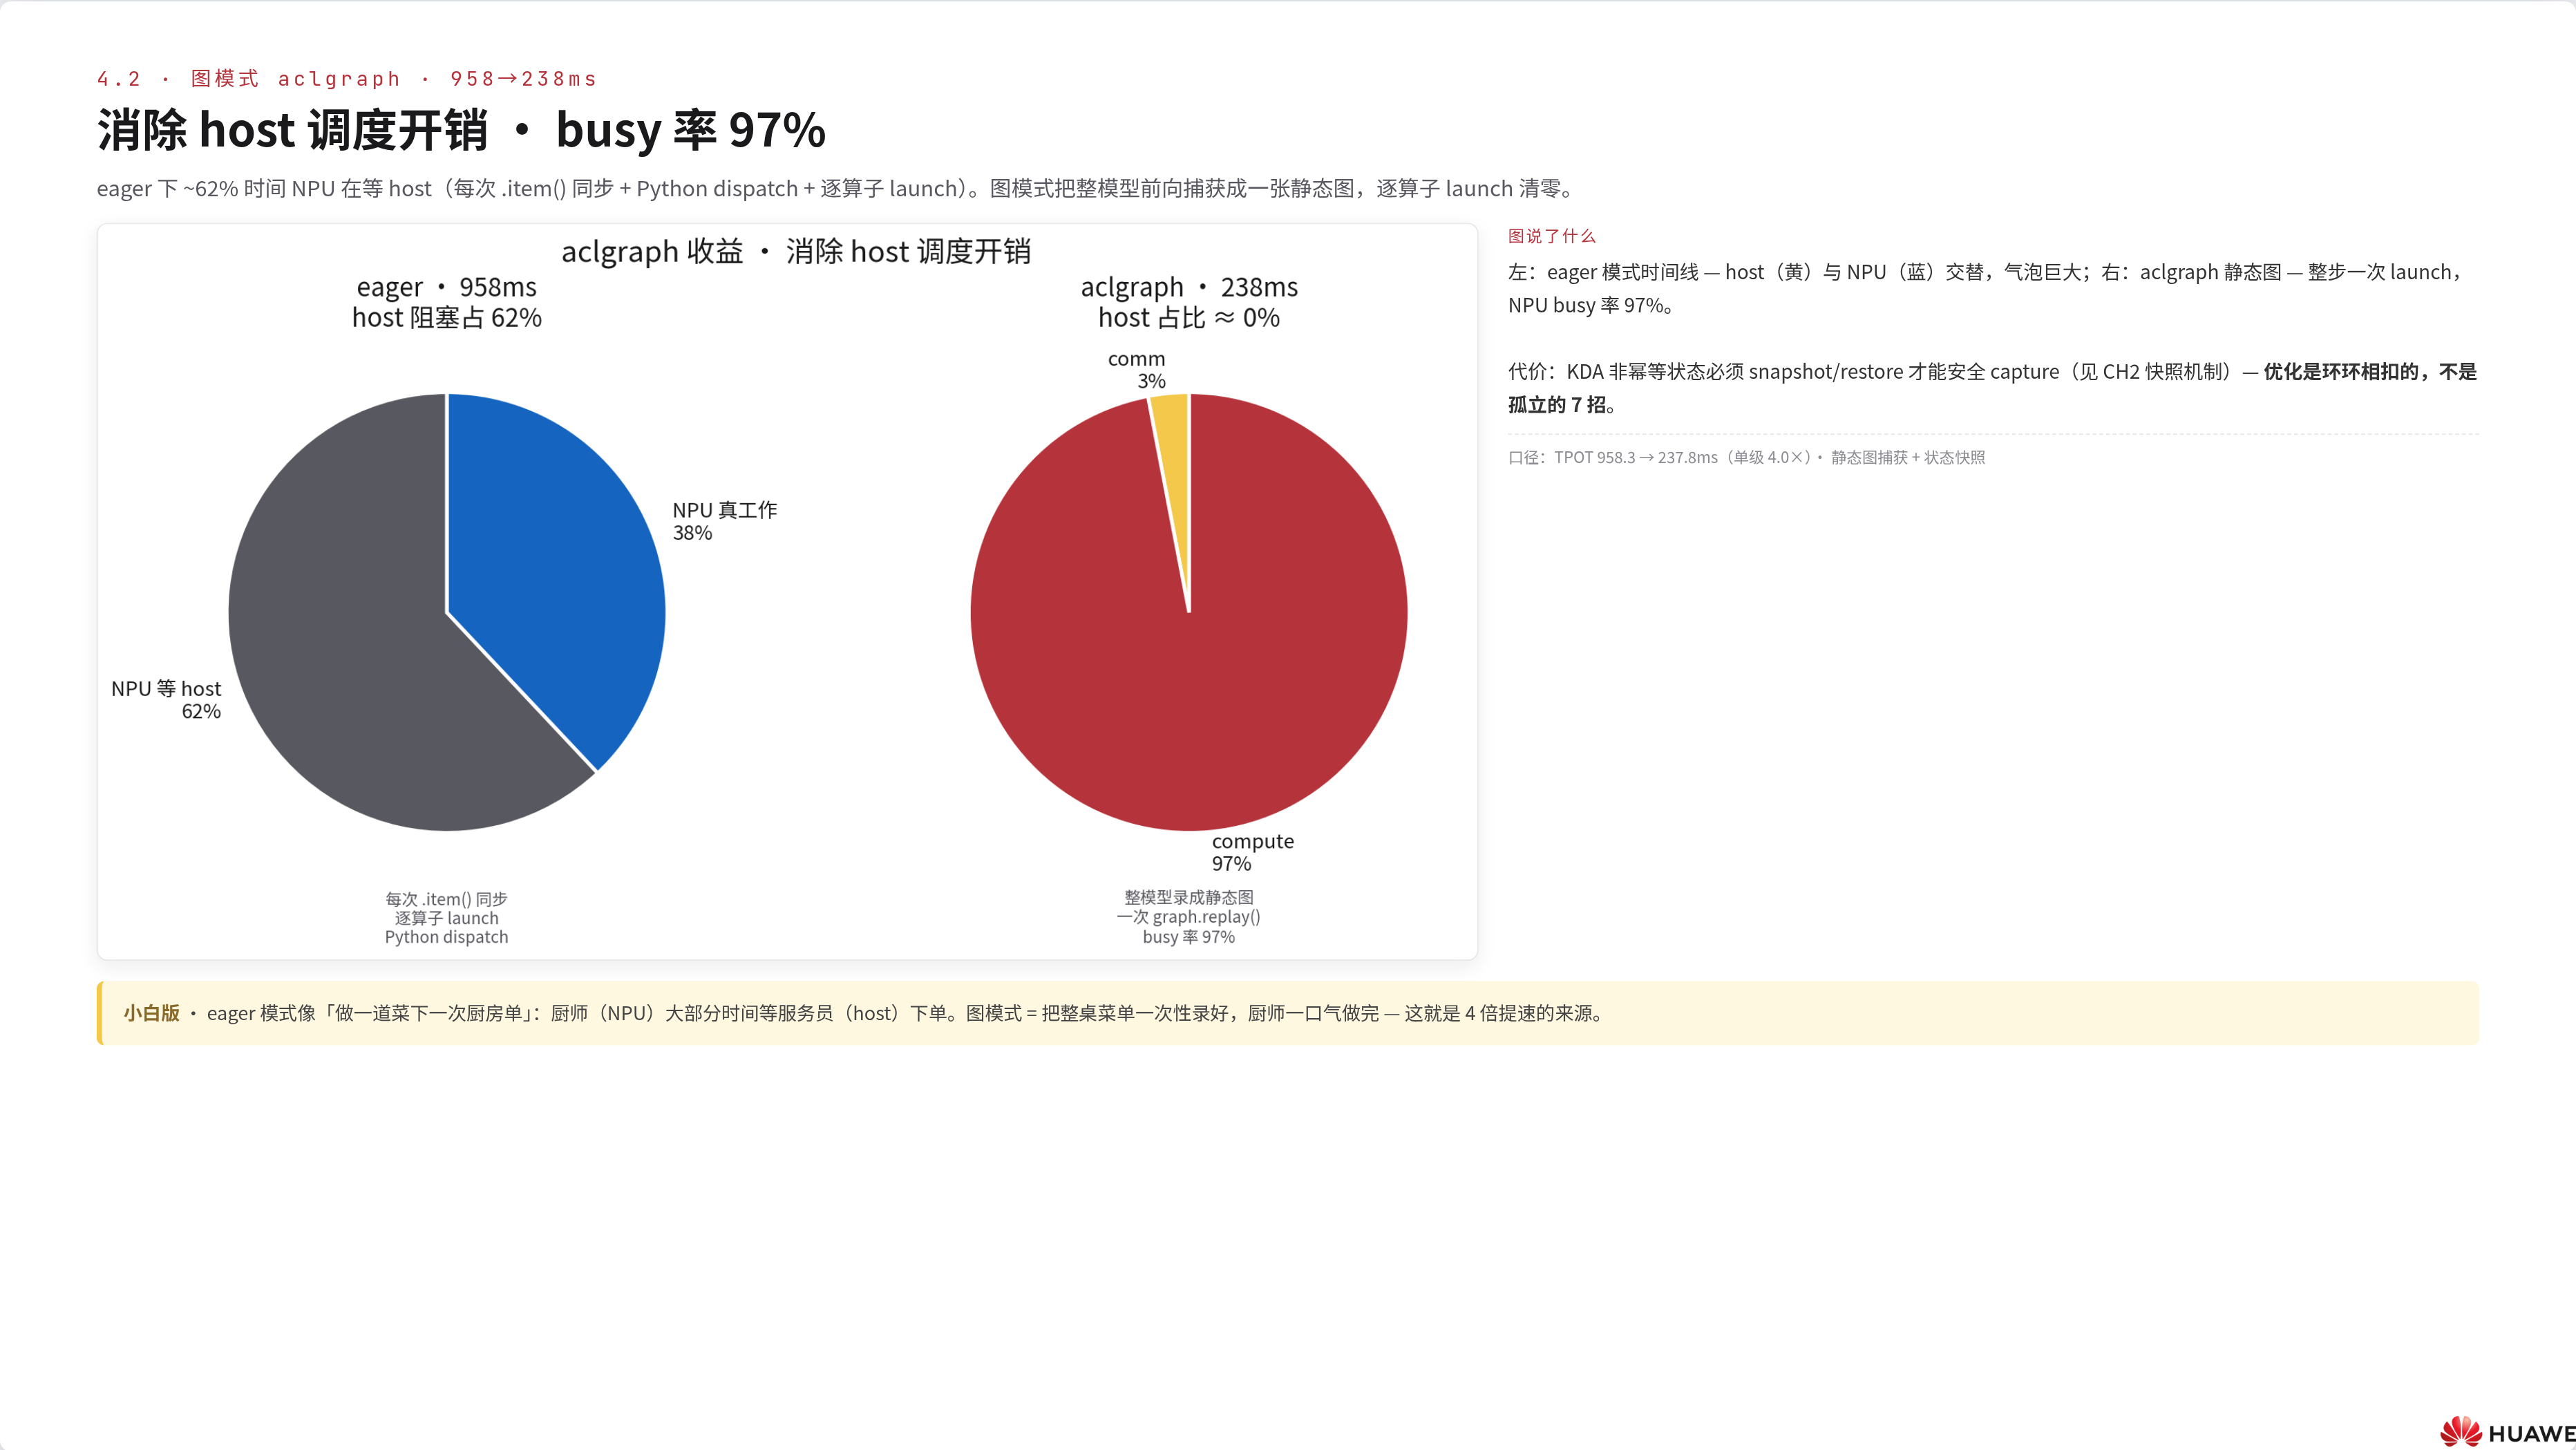 4.2 · 图模式 aclgraph · 958→238ms
消除 host 调度开销 · busy 率 97%
eager 下 ~62% 时间 NPU 在等 host（每次 .item() 同步 + Python dispatch + 逐算子 launch）。图模式把整模型前向捕获成一张静态图，逐算子 launch 清零。
aclgraph 收益 · 消除 host 调度开销
eager · 958ms
host 阻塞占 62%
NPU 真工作
38%
NPU 等 host
62%
每次 .item() 同步
逐算子 launch
Python dispatch
aclgraph · 238ms
host 占比 ≈ 0%
comm
3%
compute
97%
整模型录成静态图
一次 graph.replay()
busy 率 97%
图说了什么
左：eager 模式时间线 — host（黄）与 NPU（蓝）交替，气泡巨大；右：aclgraph 静态图 — 整步一次 launch，
NPU busy 率 97%。
代价：KDA 非幂等状态必须 snapshot/restore 才能安全 capture（见 CH2 快照机制）— 优化是环环相扣的，不是
孤立的 7 招。
口径：TPOT 958.3 → 237.8ms（单级 4.0×）· 静态图捕获 + 状态快照
小白版 · eager 模式像「做一道菜下一次厨房单」：厨师（NPU）大部分时间等服务员（host）下单。图模式 = 把整桌菜单一次性录好，厨师一口气做完 — 这就是 4 倍提速的来源。
HUAWE